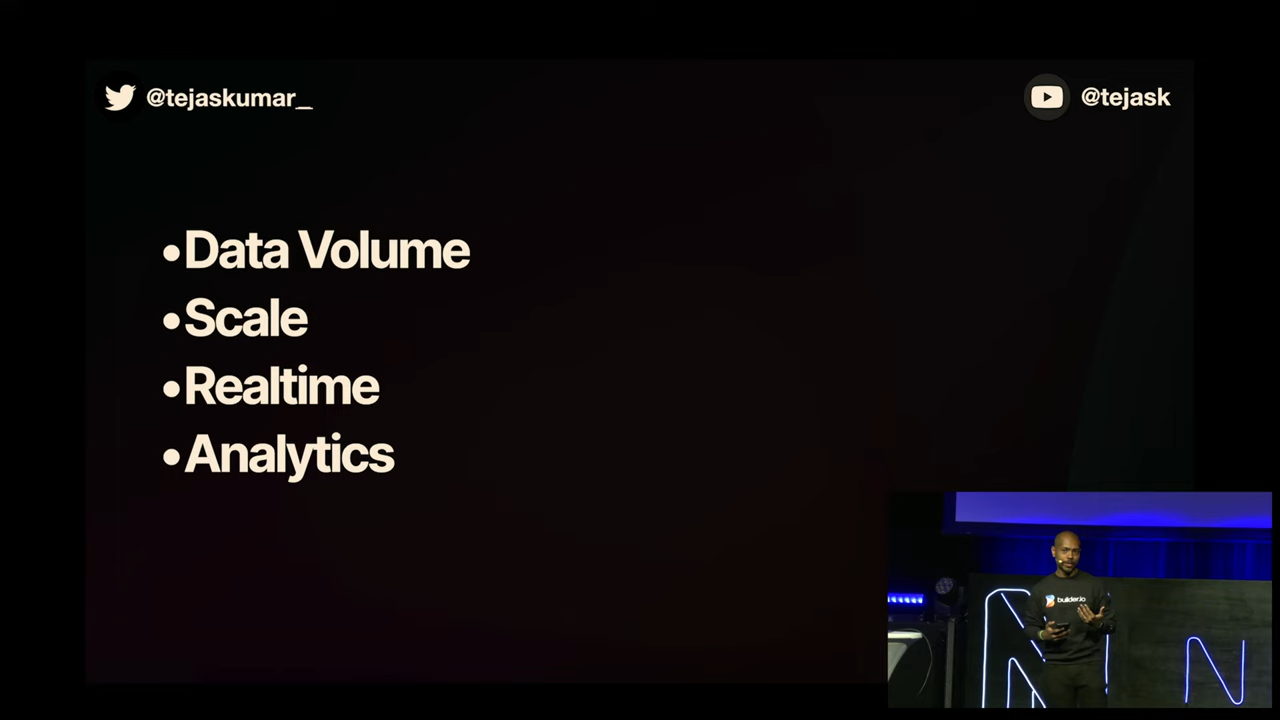 @tejaskumar_
@tejask
•Data Volume
•Scale
•Realtime
•Analytics
builder.io
N